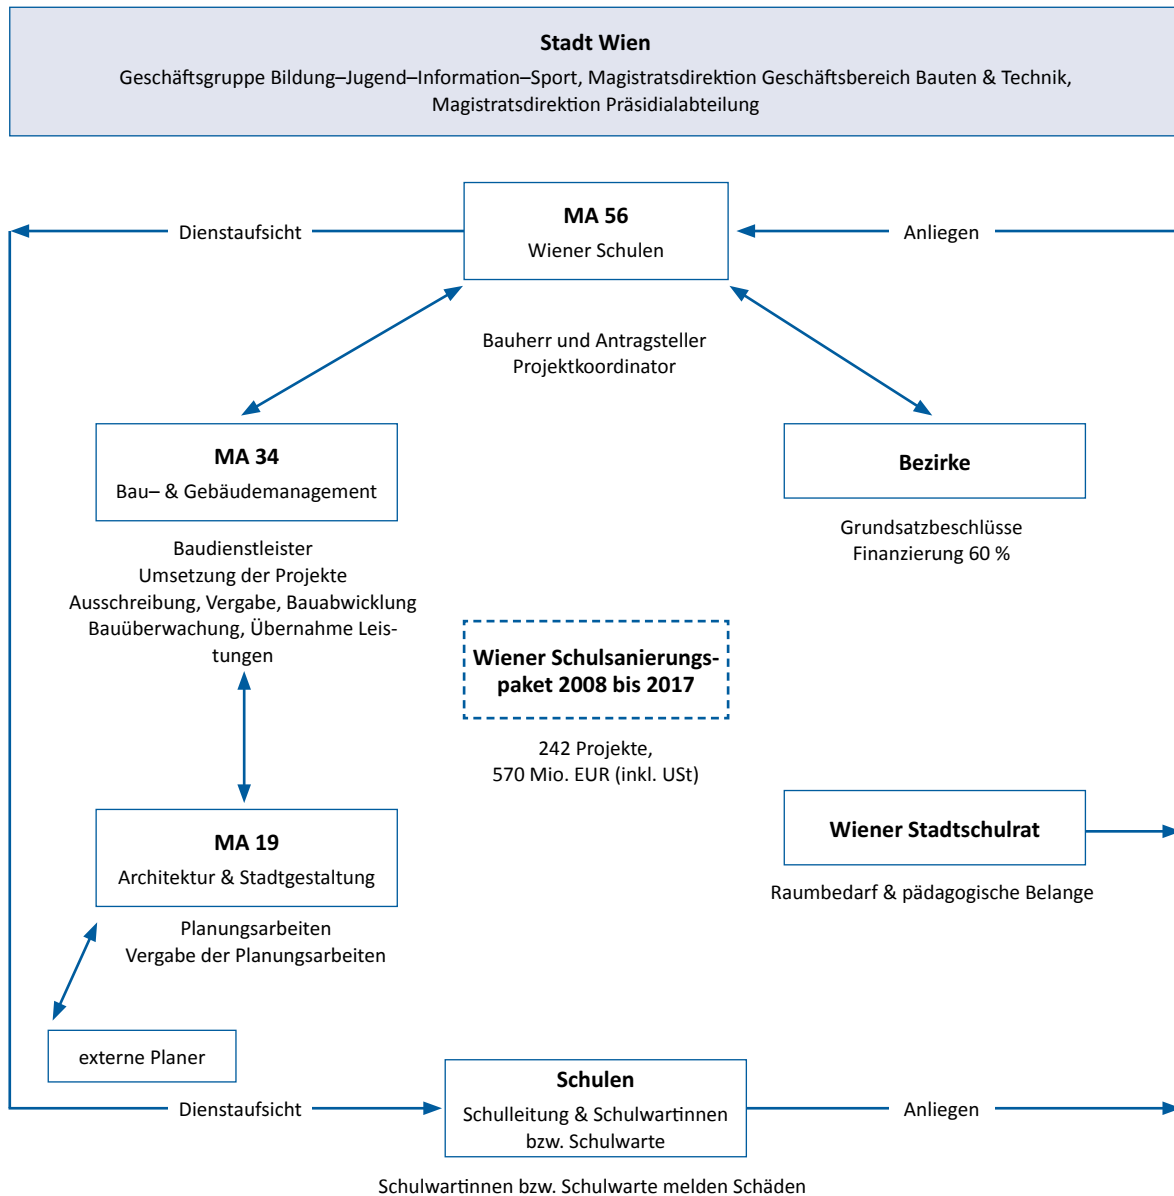 Stadt Wien
Geschäftsgruppe Bildung–Jugend–Information–Sport, Magistratsdirektion Geschäftsbereich Bauten & Technik,
Magistratsdirektion Präsidialabteilung
Dienstaufsicht
MA 56
Wiener Schulen
Anliegen
Bauherr und Antragsteller
Projektkoordinator
MA 34
Bau– & Gebäudemanagement
Bezirke
Baudienstleister
Umsetzung der Projekte
Ausschreibung, Vergabe, Bauabwicklung
Bauüberwachung, Übernahme Leis-
tungen
Grundsatzbeschlüsse
Finanzierung 60 %
Wiener Schulsanierungs-
paket 2008 bis 2017
242 Projekte,
570 Mio. EUR (inkl. USt)
MA 19
Architektur & Stadtgestaltung
Wiener Stadtschulrat
Planungsarbeiten
Vergabe der Planungsarbeiten
Raumbedarf & pädagogische Belange
externe Planer
Dienstaufsicht
Schulen
Schulleitung & Schulwartinnen
bzw. Schulwarte
Anliegen
Schulwartinnen bzw. Schulwarte melden Schäden